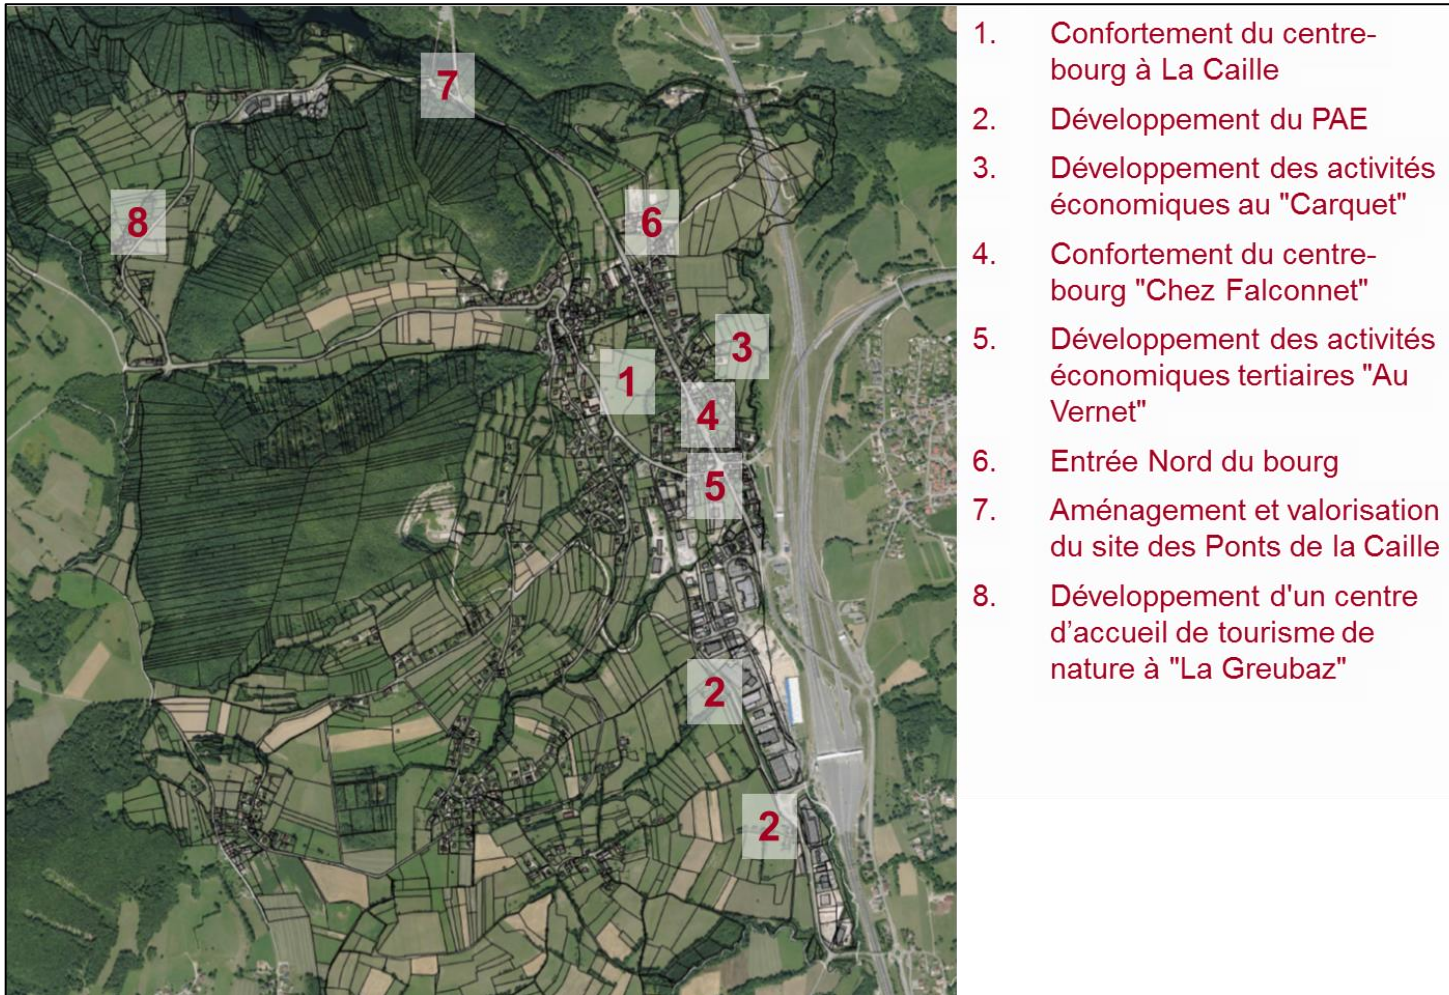 7
8
6
3
1
4
5
2
2
1. Confortement du centre-
bourg à La Caille
2. Développement du PAE
3. Développement des activités
économiques au "Carquet"
4. Confortement du centre-
bourg "Chez Falconnet"
5. Développement des activités
économiques tertiaires "Au
Vernet"
6. Entrée Nord du bourg
7. Aménagement et valorisation
du site des Ponts de la Caille
8. Développement d'un centre
d’accueil de tourisme de
nature à "La Greubaz"